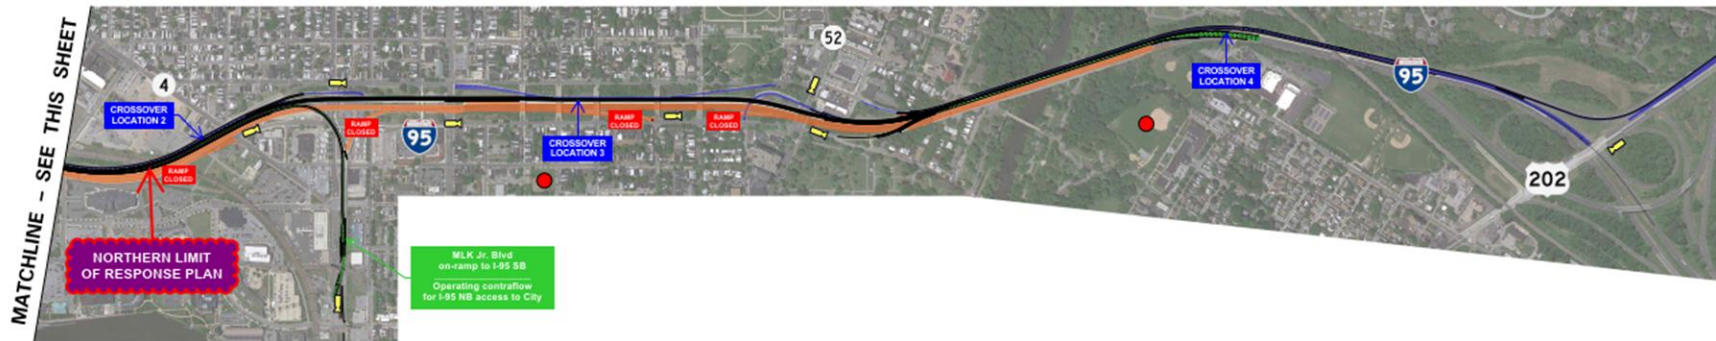 MATCHLINE – SEE THIS SHEET
4
CROSSOVER
LOCATION 2
RAMP
CLOSED
NORTHERN LIMIT
OF RESPONSE PLAN
RAMP
CLOSED
95
MLK Jr. Blvd
on-ramp to I-95 SB
Operating contraflow
for I-95 NB access to City
CROSSOVER
LOCATION 3
RAMP
CLOSED
RAMP
CLOSED
52
CROSSOVER
LOCATION 4
95
202